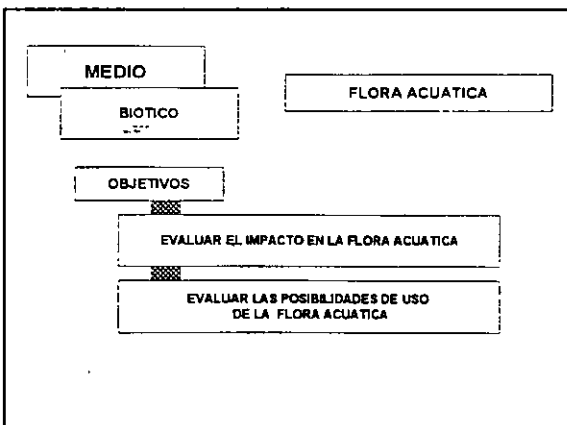 MEDIO
BIOTICO
FLORA ACUATICA
OBJETIVOS
EVALUAR EL IMPACTO EN LA FLORA ACUATICA
EVALUAR LAS POSIBILIDADES DE USO
DE LA FLORA ACUATICA